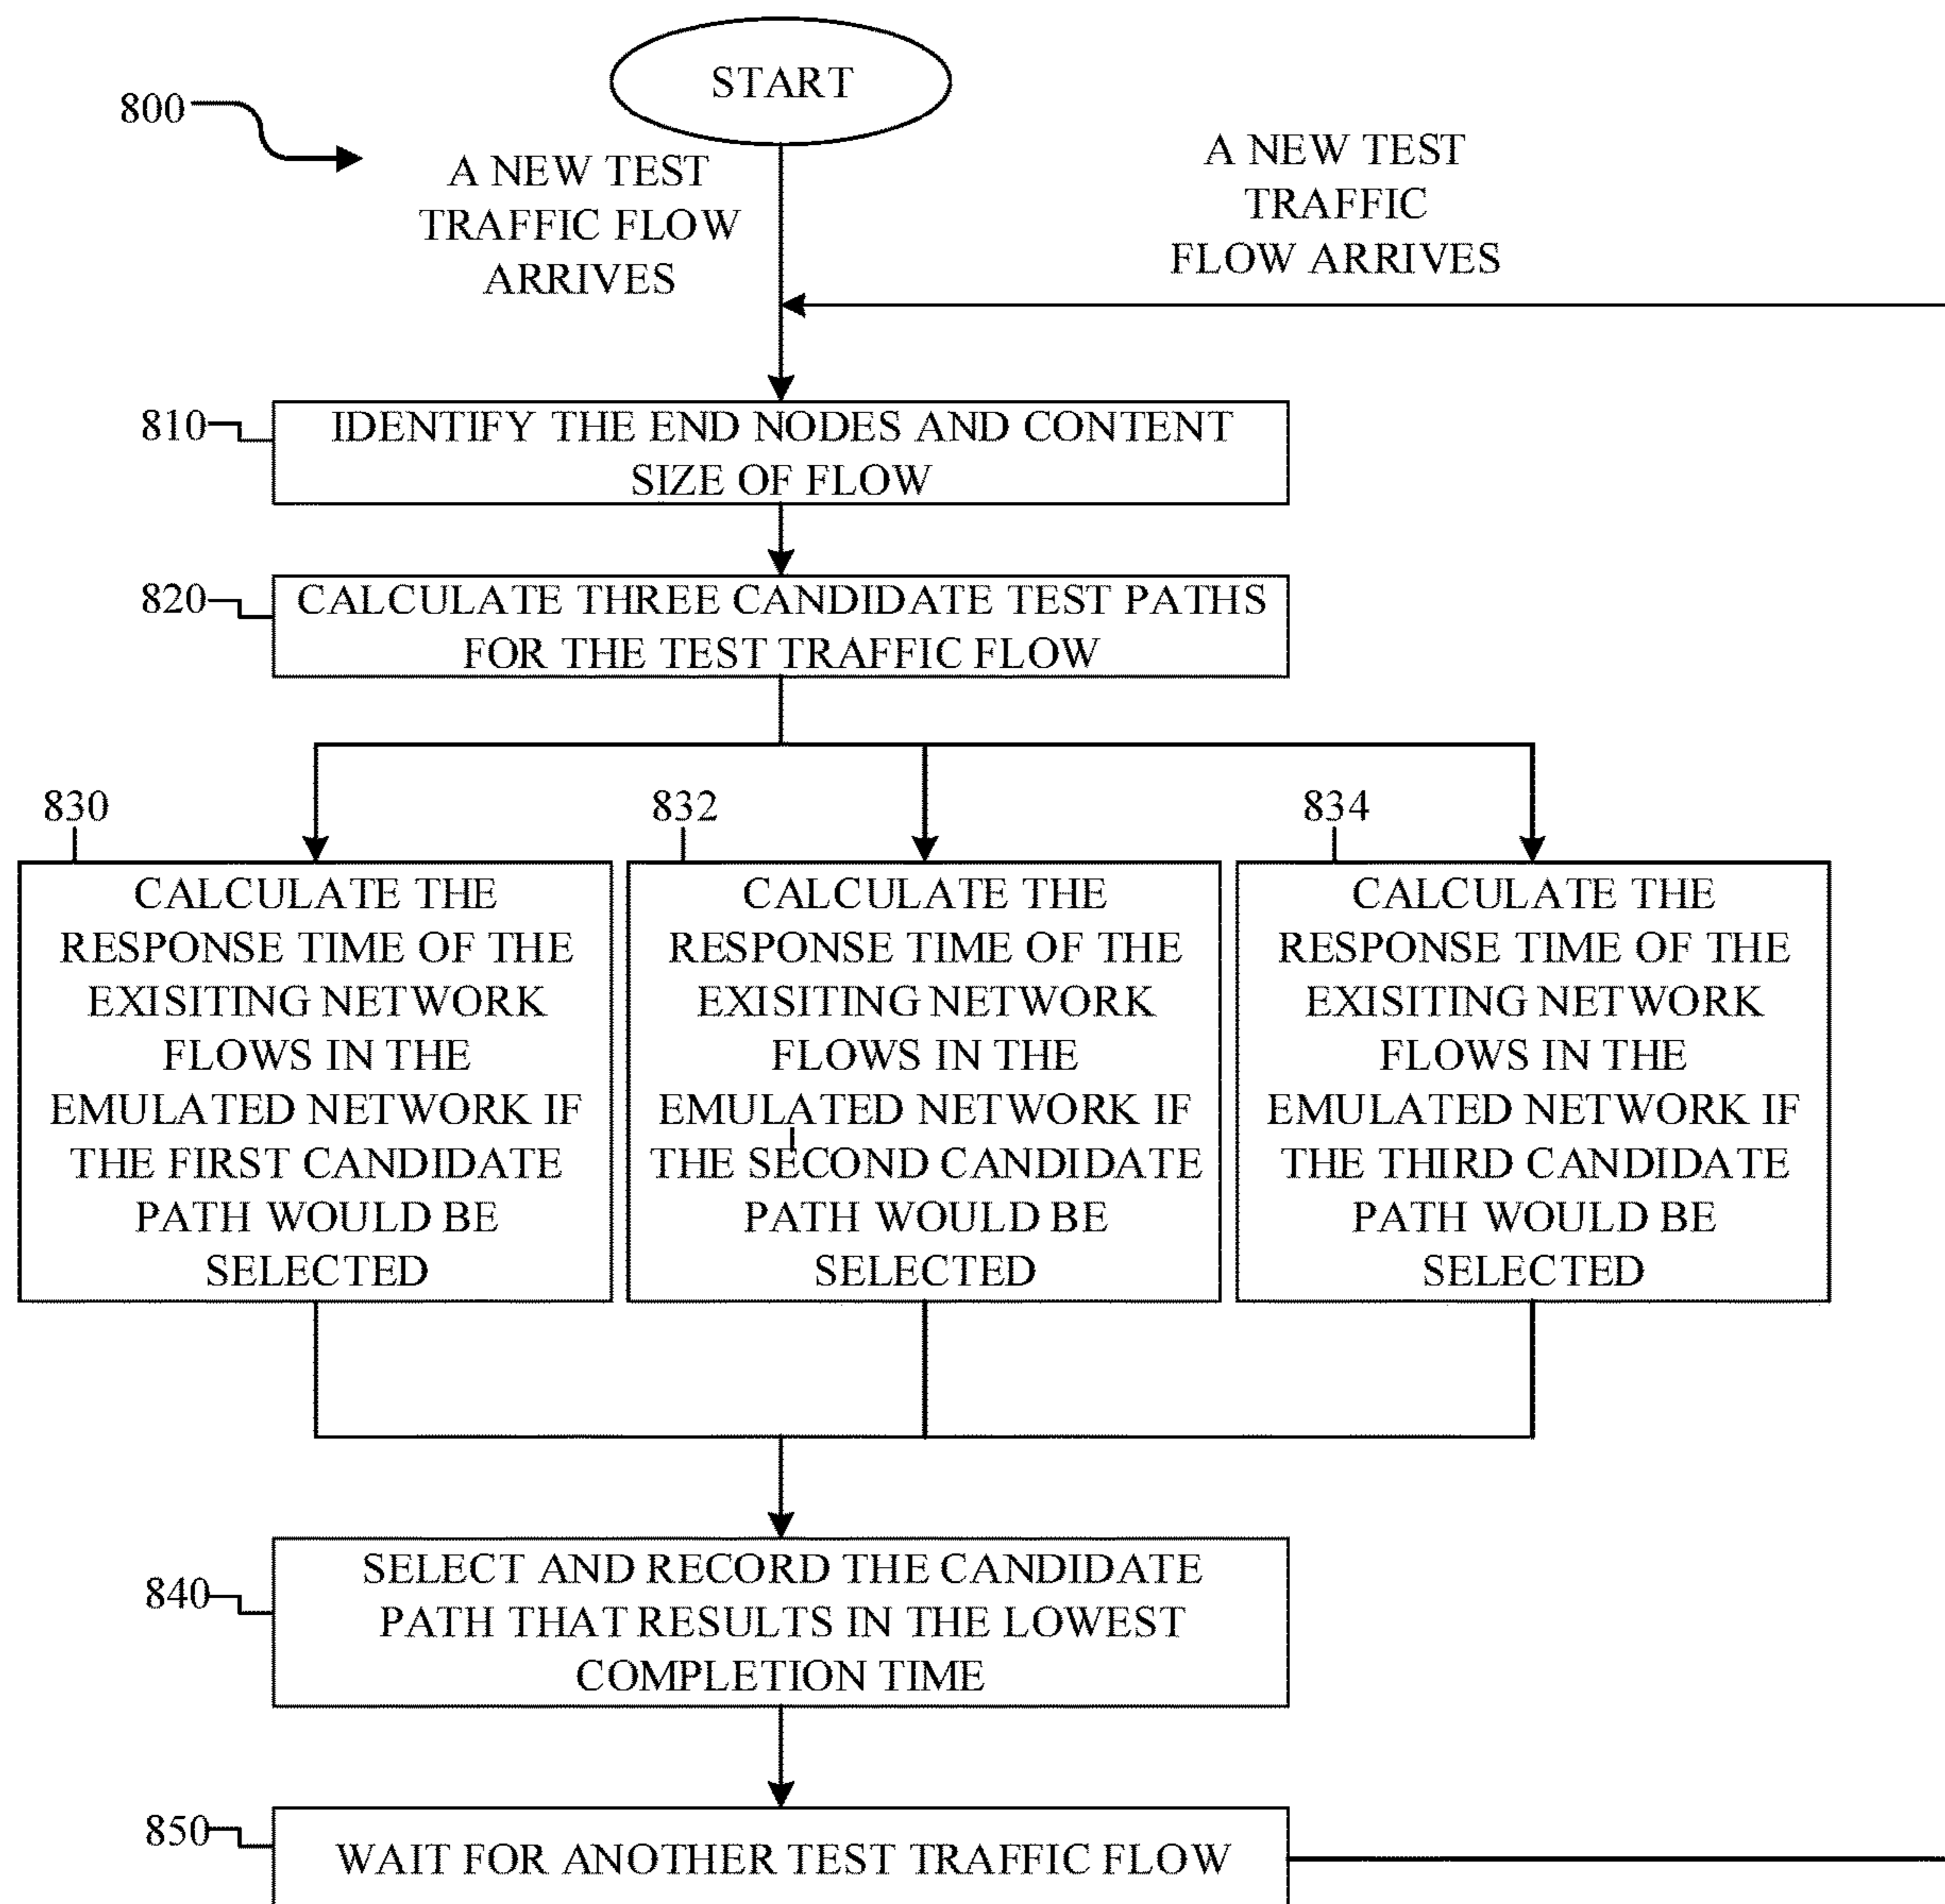 START
800
A NEW TEST
TRAFFIC FLOW
ARRIVES
A NEW TEST
TRAFFIC
FLOW ARRIVES
810
IDENTIFY THE END NODES AND CONTENT
SIZE OF FLOW
820
CALCULATE THREE CANDIDATE TEST PATHS
FOR THE TEST TRAFFIC FLOW
830
CALCULATE THE
RESPONSE TIME OF THE
EXISITING NETWORK
FLOWS IN THE
EMULATED NETWORK IF
THE FIRST CANDIDATE
PATH WOULD BE
SELECTED
832
CALCULATE THE
RESPONSE TIME OF THE
EXISITING NETWORK
FLOWS IN THE
EMULATED NETWORK IF
THE SECOND CANDIDATE
PATH WOULD BE
SELECTED
834
CALCULATE THE
RESPONSE TIME OF THE
EXISITING NETWORK
FLOWS IN THE
EMULATED NETWORK IF
THE THIRD CANDIDATE
PATH WOULD BE
SELECTED
840
SELECT AND RECORD THE CANDIDATE
PATH THAT RESULTS IN THE LOWEST
COMPLETION TIME
850
WAIT FOR ANOTHER TEST TRAFFIC FLOW